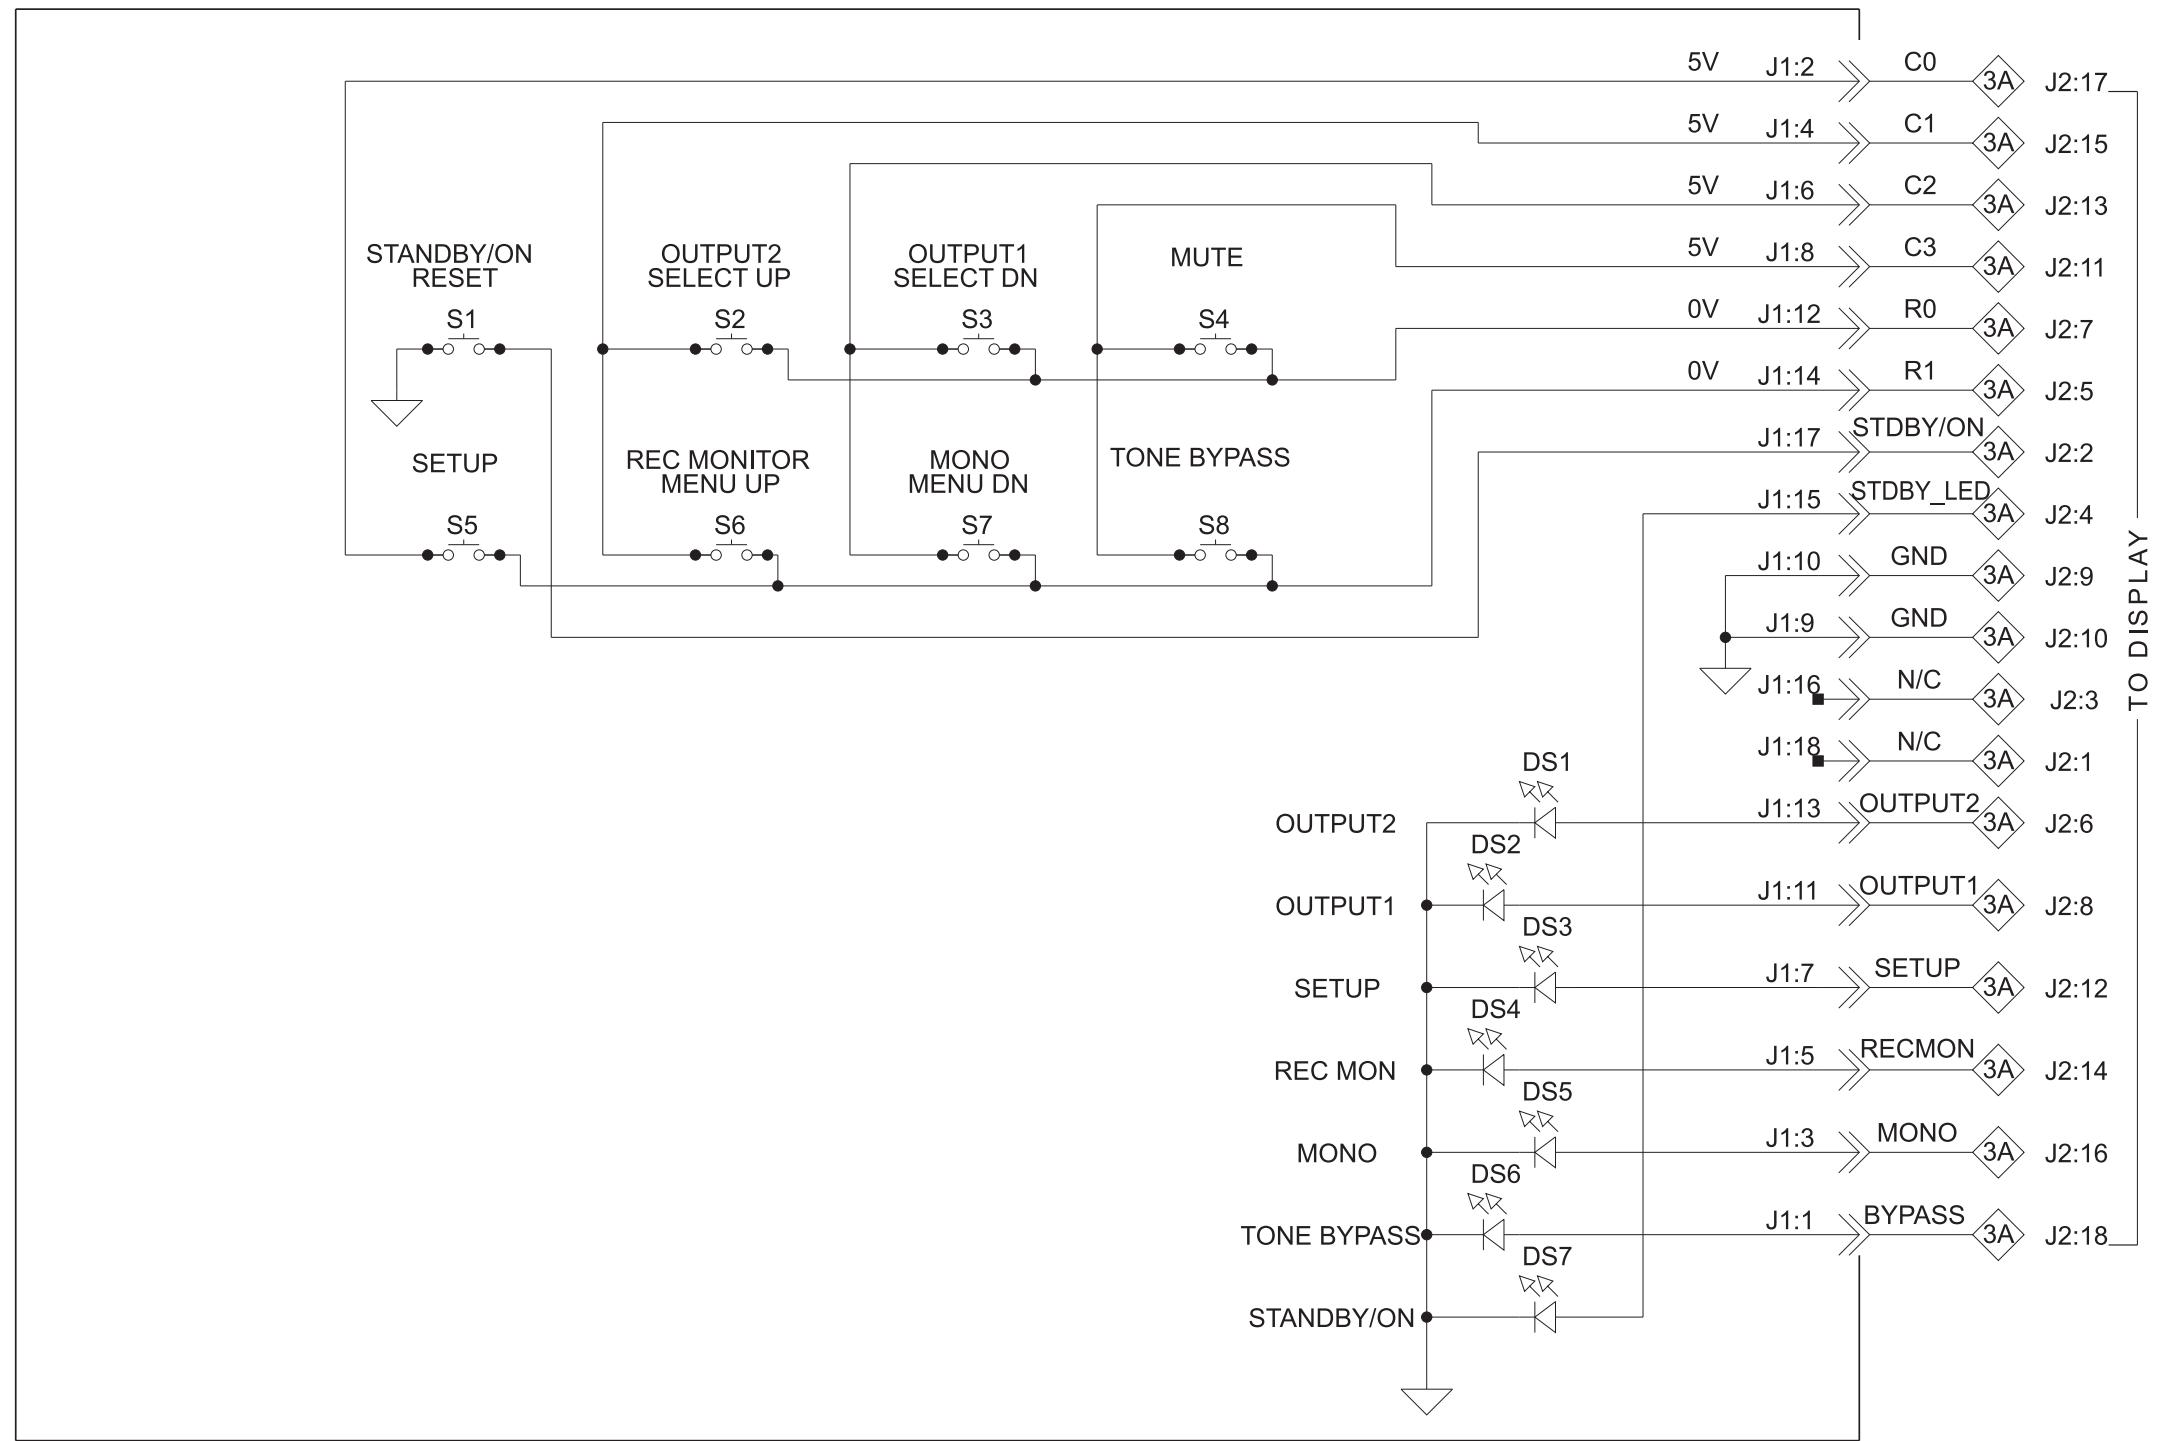 5V J1:2 C0 3A J2:17
5V J1:4 C1 3A J2:15
5V J1:6 C2 3A J2:13
5V J1:8 C3 3A J2:11
0V J1:12 R0 3A J2:7
0V J1:14 R1 3A J2:5
J1:17 STDBY/ON 3A J2:2
J1:15 STDBY_LED 3A J2:4
J1:10 GND 3A J2:9
J1:9 GND 3A J2:10
J1:16 N/C 3A J2:3
J1:18 N/C 3A J2:1
J1:13 OUTPUT2 3A J2:6
J1:11 OUTPUT1 3A J2:8
J1:7 SETUP 3A J2:12
J1:5 RECMON 3A J2:14
J1:3 MONO 3A J2:16
J1:1 BYPASS 3A J2:18
TO DISPLAY
STANDBY/ON
RESET
S1
OUTPUT2
SELECT UP
S2
OUTPUT1
SELECT DN
S3
MUTE
S4
SETUP
S5
REC MONITOR
MENU UP
S6
MONO
MENU DN
S7
TONE BYPASS
S8
DS1
OUTPUT2
DS2
OUTPUT1
DS3
SETUP
DS4
REC MON
DS5
MONO
DS6
TONE BYPASS
DS7
STANDBY/ON